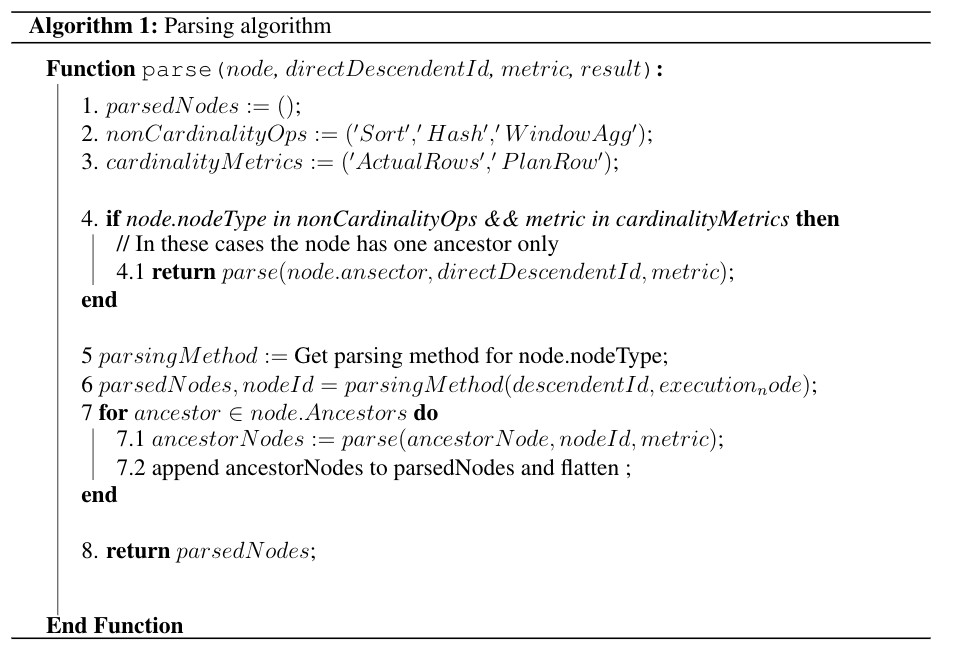 Algorithm 1: Parsing algorithm
Function parse(node, directDescendentId, metric, result):
1. parsedNodes := ();
2. nonCardinalityOps := ('Sort',' Hash',' WindowAgg');
3. cardinalityMetrics := ('ActualRows',' PlanRow');
4. if node.nodeType in nonCardinalityOps && metric in cardinalityMetrics then
// In these cases the node has one ancestor only
4.1 return parse(node.ansector, directDescendentId, metric);
end
5 parsingMethod := Get parsing method for node.nodeType;
6 parsedNodes, nodeId = parsingMethod(descendentId, execution_node);
7 for ancestor ∈ node.Ancestors do
7.1 ancestorNodes := parse(ancestorNode, nodeId, metric);
7.2 append ancestorNodes to parsedNodes and flatten ;
end
8. return parsedNodes;
End Function